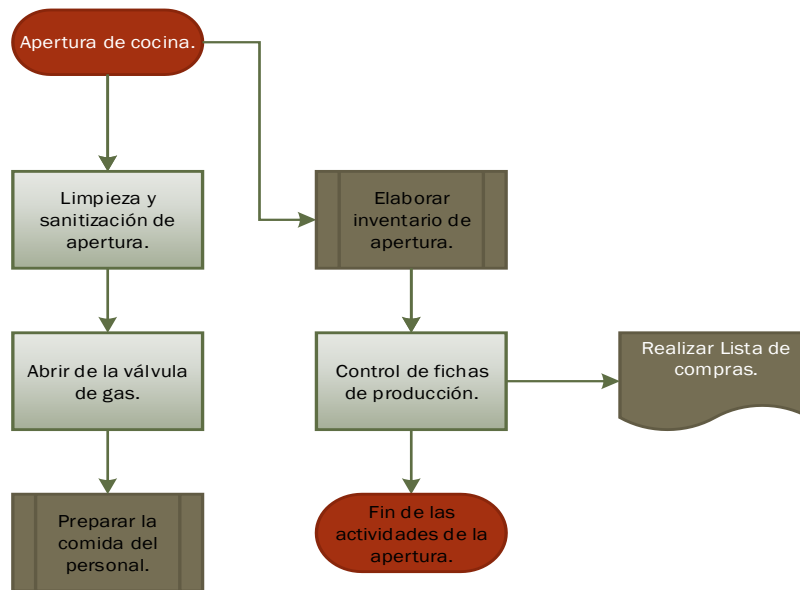 Apertura de cocina.
Limpieza y
sanitización de
apertura.
Elaborar
inventario de
apertura.
Abrir de la válvula
de gas.
Control de fichas
de producción.
Realizar Lista de
compras.
Preparar la
comida del
personal.
Fin de las
actividades de la
apertura.